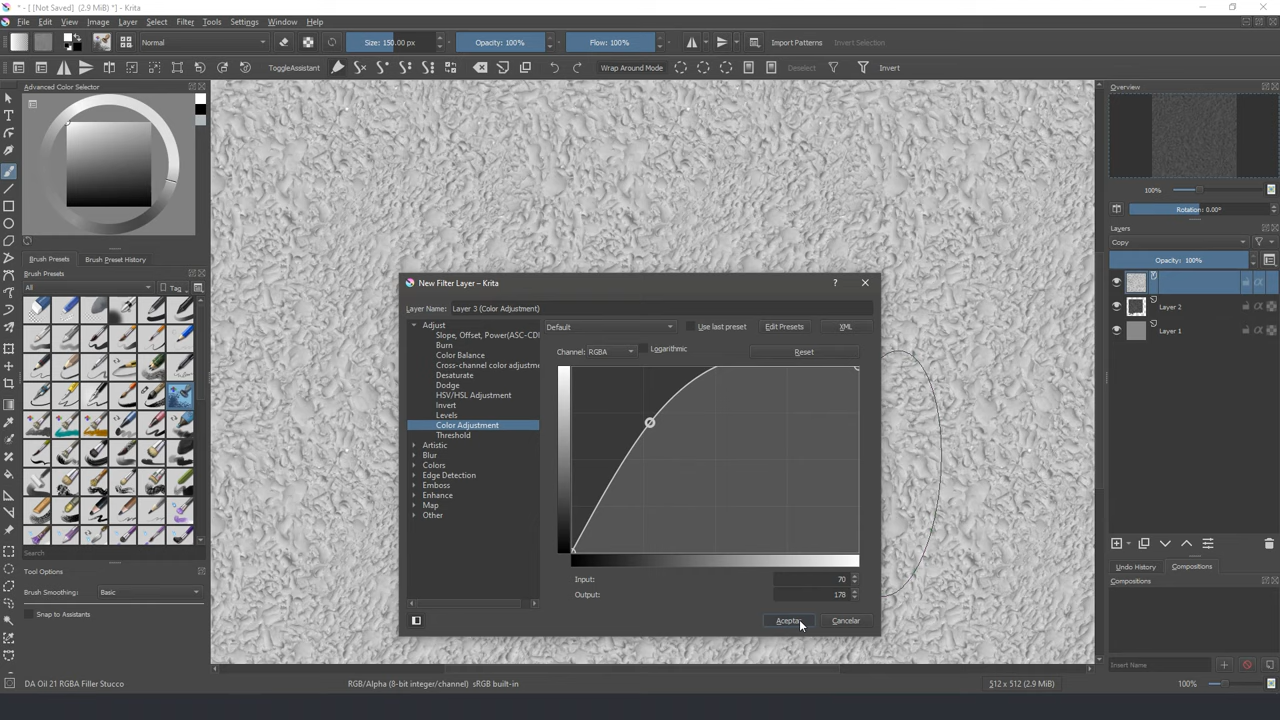 * - [ [Not Saved]  (2.9 MiB) *] - Krita
File Edit View Image Layer Select Filter Tools Settings Window Help
Normal Size: 150.00 px Opacity: 100% Flow: 100% Import Patterns Invert Selection
ToggleAssistant Wrap Around Mode Deselect Invert
Advanced Color Selector
Brush Presets Brush Preset History
Brush Presets
All Tag
Search
Tool Options
Brush Smoothing: Basic
Snap to Assistants
DA Oil 21 RGBA Filler Stucco
RGB/Alpha (8-bit integer/channel)  sRGB built-in
512 x 512 (2.9 MiB)
100%
New Filter Layer – Krita
Layer Name: Layer 3 (Color Adjustment)
Adjust
Slope, Offset, Power(ASC-CDL
Burn
Color Balance
Cross-channel color adjustme
Desaturate
Dodge
HSV/HSL Adjustment
Invert
Levels
Color Adjustment
Threshold
Artistic
Blur
Colors
Edge Detection
Emboss
Enhance
Map
Other
Default Use last preset Edit Presets XML
Channel: RGBA Logarithmic Reset
Input: 70
Output: 178
Aceptar Cancelar
Overview
100%
Rotation: 0.00°
Layers
Copy
Opacity: 100%
Layer 2
Layer 1
Undo History Compositions
Compositions
Insert Name